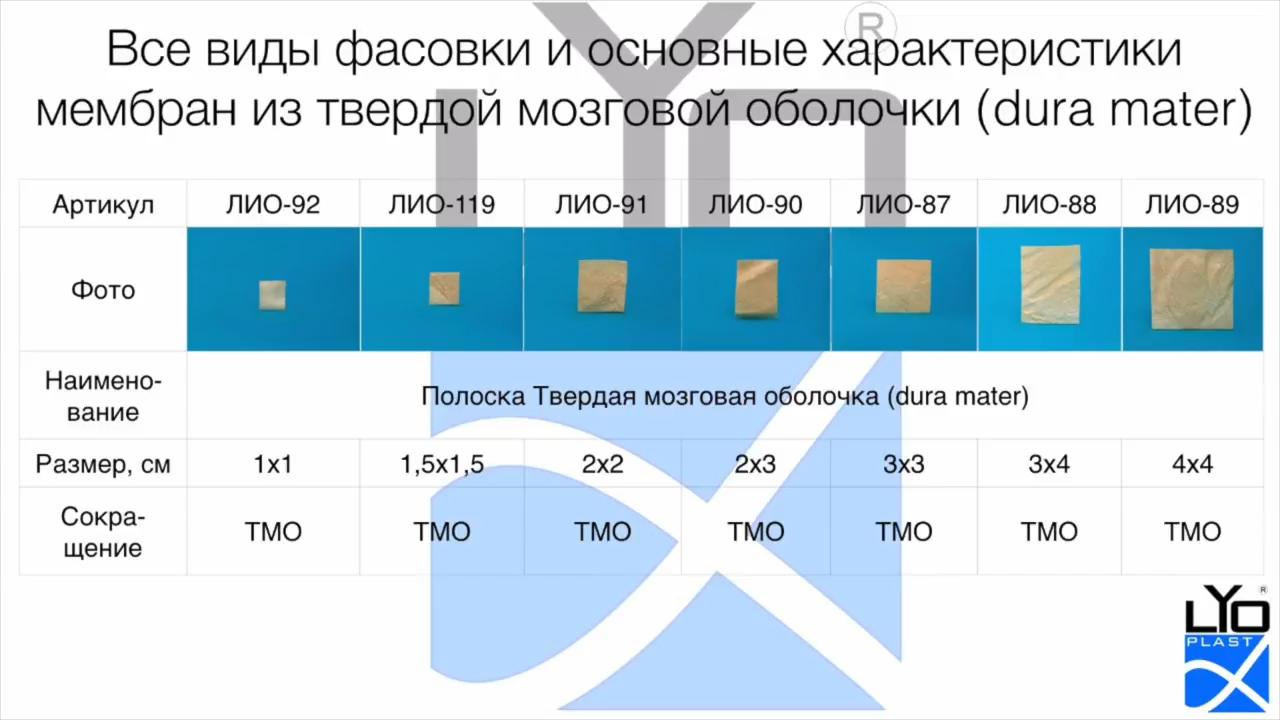 Все виды фасовки и основные характеристики
мембран из твердой мозговой оболочки (dura mater)
LYO ®
Артикул ЛИО-92 ЛИО-119 ЛИО-91 ЛИО-90 ЛИО-87 ЛИО-88 ЛИО-89
Фото
Наимено-
вание
Полоска Твердая мозговая оболочка (dura mater)
Размер, см 1x1 1,5x1,5 2x2 2x3 3x3 3x4 4x4
Сокра-
щение
ТМО ТМО ТМО ТМО ТМО ТМО ТМО
LYO ®
PLAST